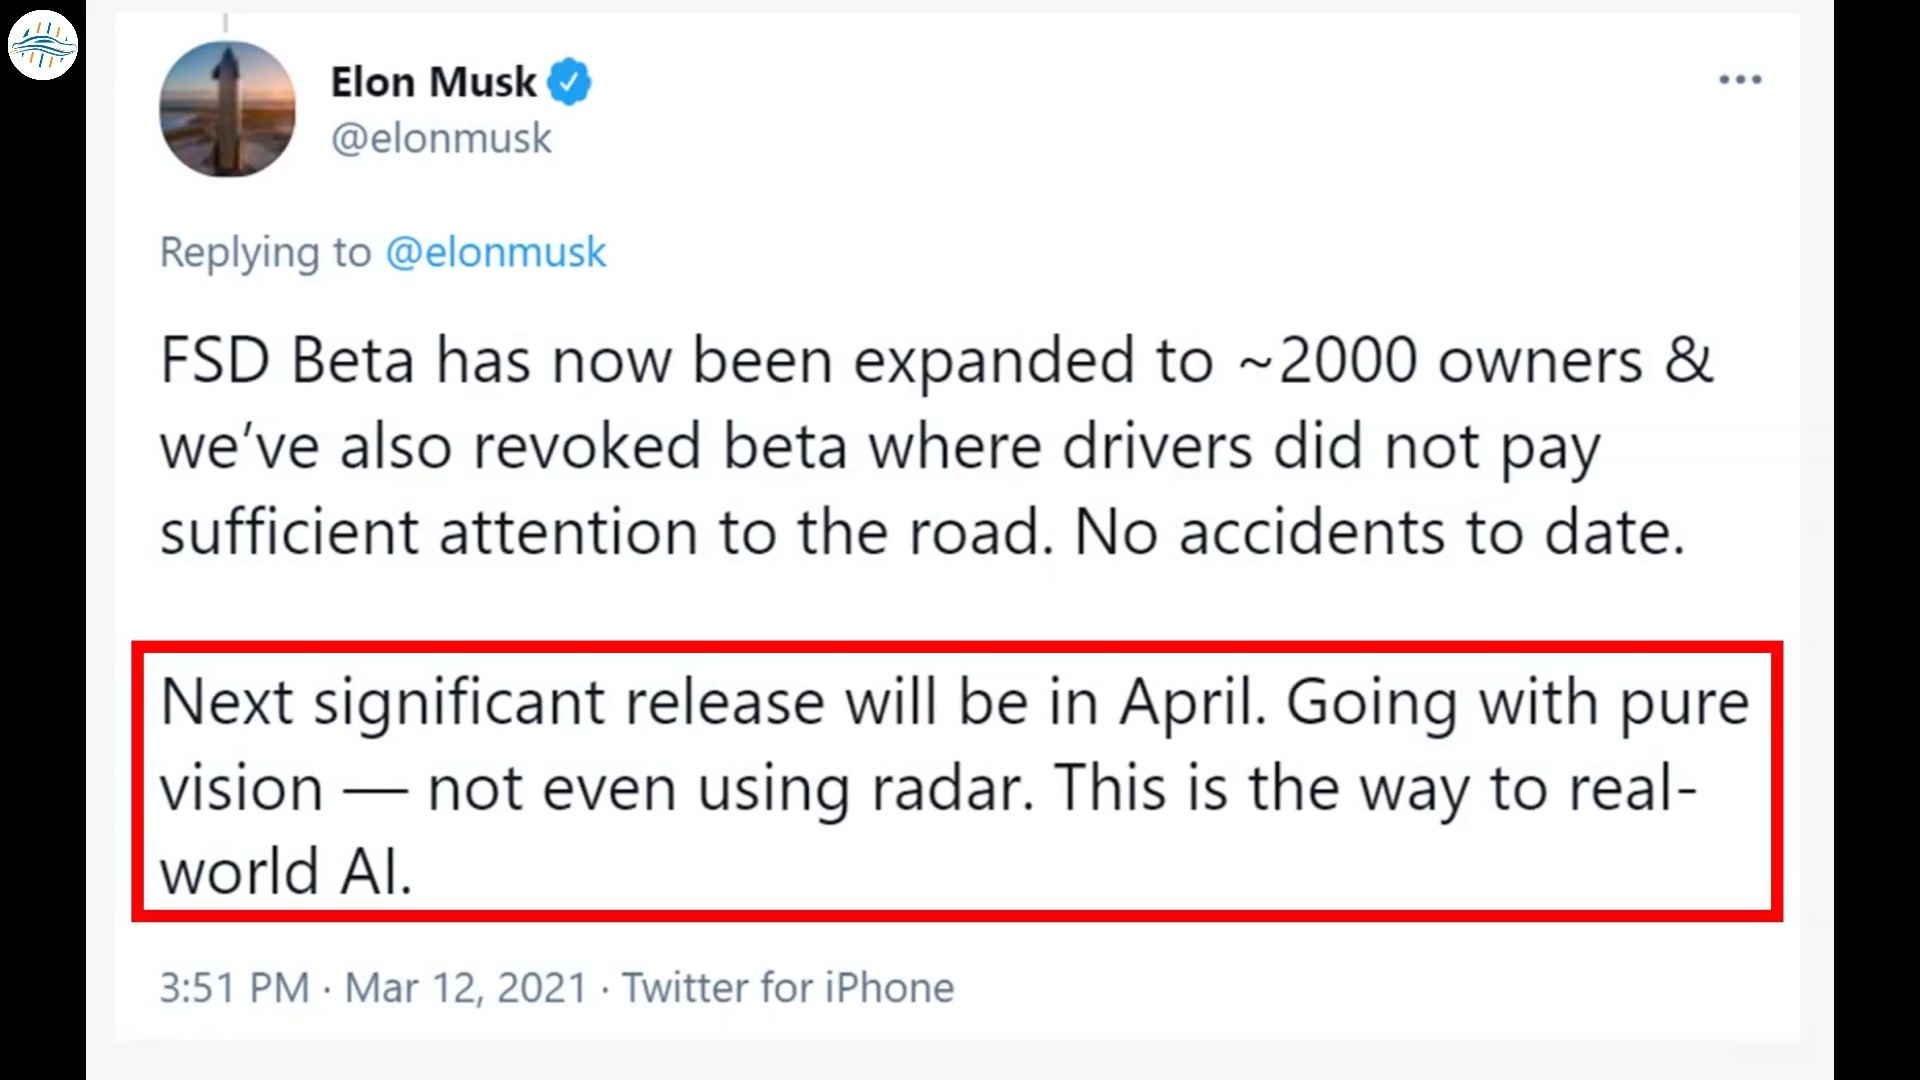 Elon Musk
@elonmusk
Replying to @elonmusk
FSD Beta has now been expanded to ~2000 owners &
we’ve also revoked beta where drivers did not pay
sufficient attention to the road. No accidents to date.
Next significant release will be in April. Going with pure
vision — not even using radar. This is the way to real-
world AI.
3:51 PM · Mar 12, 2021 · Twitter for iPhone